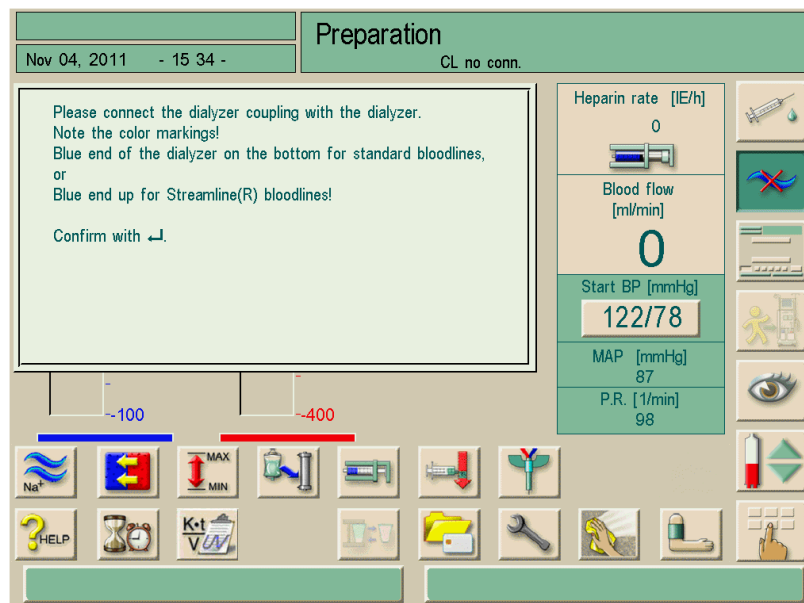 Preparation
Nov 04, 2011 - 15 34 -
CL no conn.
Please connect the dialyzer coupling with the dialyzer.
Note the color markings!
Blue end of the dialyzer on the bottom for standard bloodlines,
or
Blue end up for Streamline(R) bloodlines!
Confirm with ↵.
Heparin rate [IE/h]
0
Blood flow
[ml/min]
0
Start BP [mmHg]
122/78
MAP [mmHg]
87
P.R. [1/min]
98
-100
-400
Na+
MAX
MIN
?HELP
K•t
V